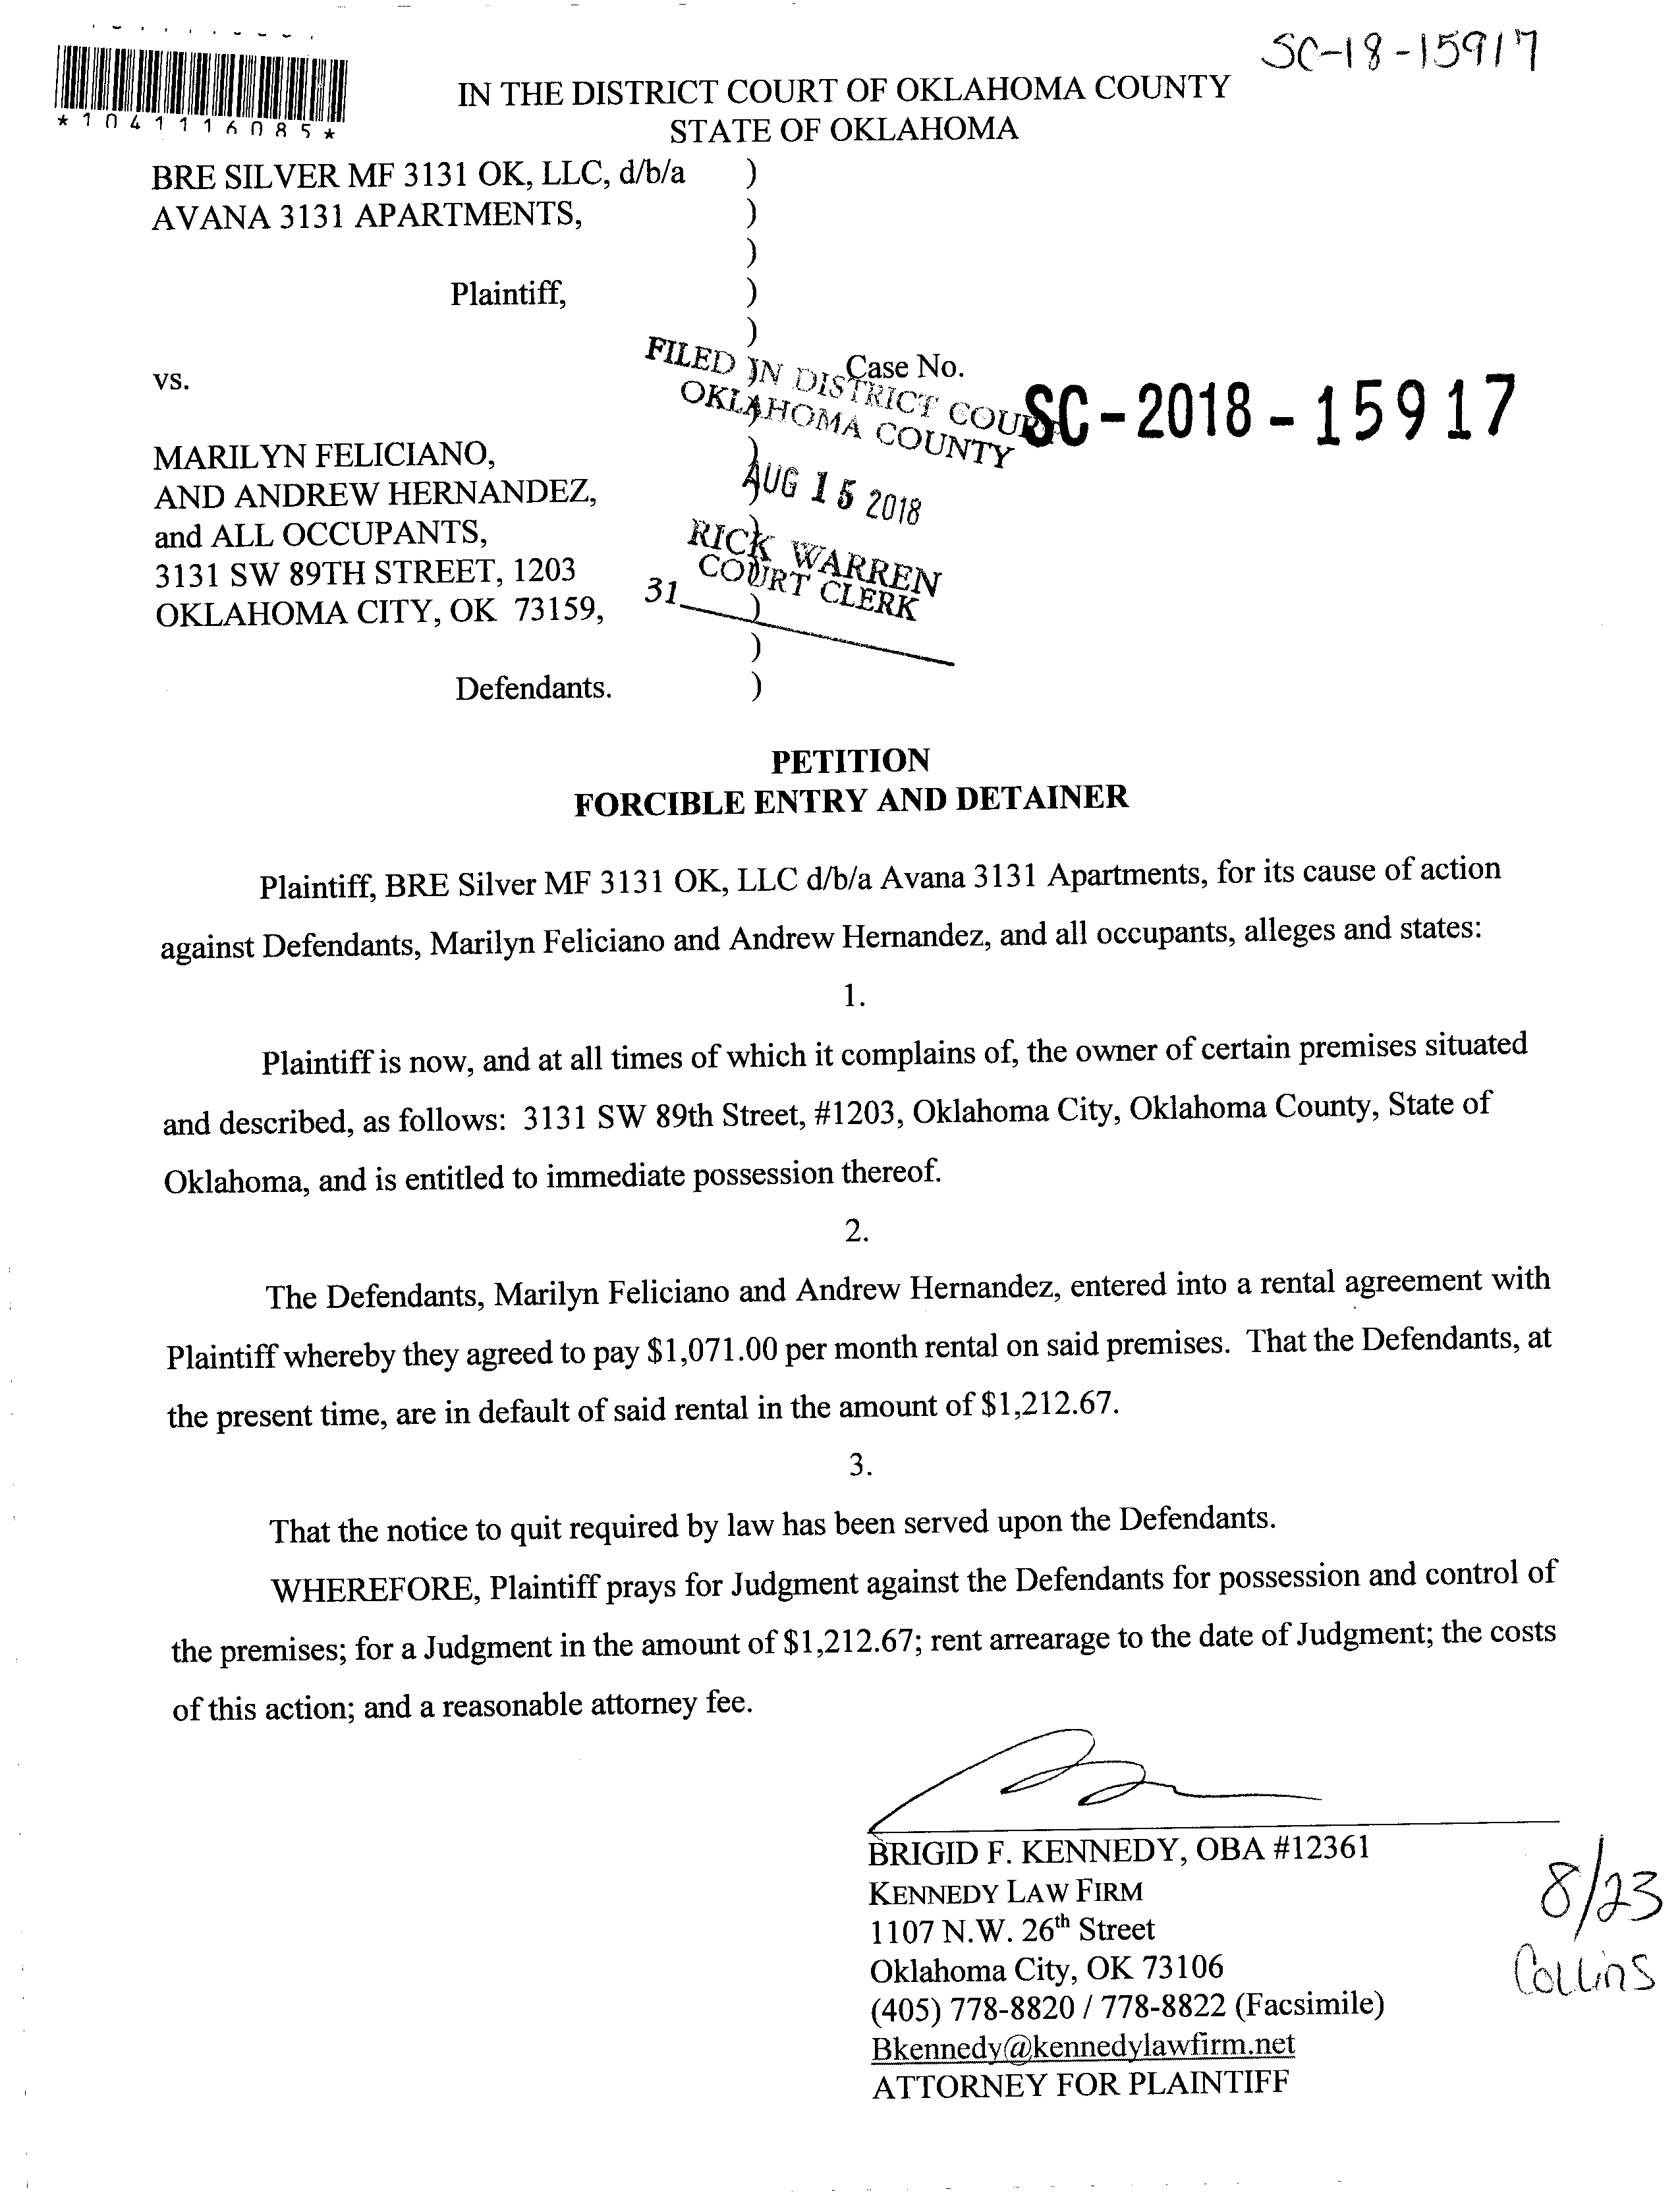 SC-18-15917
*1041116085*
IN THE DISTRICT COURT OF OKLAHOMA COUNTY
STATE OF OKLAHOMA
BRE SILVER MF 3131 OK, LLC, d/b/a )
AVANA 3131 APARTMENTS, )
)
Plaintiff, )
)
vs. Case No. SC-2018-15917
FILED IN DISTRICT COURT
OKLAHOMA COUNTY
AUG 15 2018
RICK WARREN
COURT CLERK
31
MARILYN FELICIANO,
AND ANDREW HERNANDEZ, )
and ALL OCCUPANTS, )
3131 SW 89TH STREET, 1203
OKLAHOMA CITY, OK 73159, )
)
Defendants. )
PETITION
FORCIBLE ENTRY AND DETAINER
Plaintiff, BRE Silver MF 3131 OK, LLC d/b/a Avana 3131 Apartments, for its cause of action
against Defendants, Marilyn Feliciano and Andrew Hernandez, and all occupants, alleges and states:
1.
Plaintiff is now, and at all times of which it complains of, the owner of certain premises situated
and described, as follows: 3131 SW 89th Street, #1203, Oklahoma City, Oklahoma County, State of
Oklahoma, and is entitled to immediate possession thereof.
2.
The Defendants, Marilyn Feliciano and Andrew Hernandez, entered into a rental agreement with
Plaintiff whereby they agreed to pay $1,071.00 per month rental on said premises. That the Defendants, at
the present time, are in default of said rental in the amount of $1,212.67.
3.
That the notice to quit required by law has been served upon the Defendants.
WHEREFORE, Plaintiff prays for Judgment against the Defendants for possession and control of
the premises; for a Judgment in the amount of $1,212.67; rent arrearage to the date of Judgment; the costs
of this action; and a reasonable attorney fee.
BRIGID F. KENNEDY, OBA #12361
KENNEDY LAW FIRM
1107 N.W. 26th Street
Oklahoma City, OK 73106
(405) 778-8820 / 778-8822 (Facsimile)
Bkennedy@kennedylawfirm.net
ATTORNEY FOR PLAINTIFF
8/23
Collins